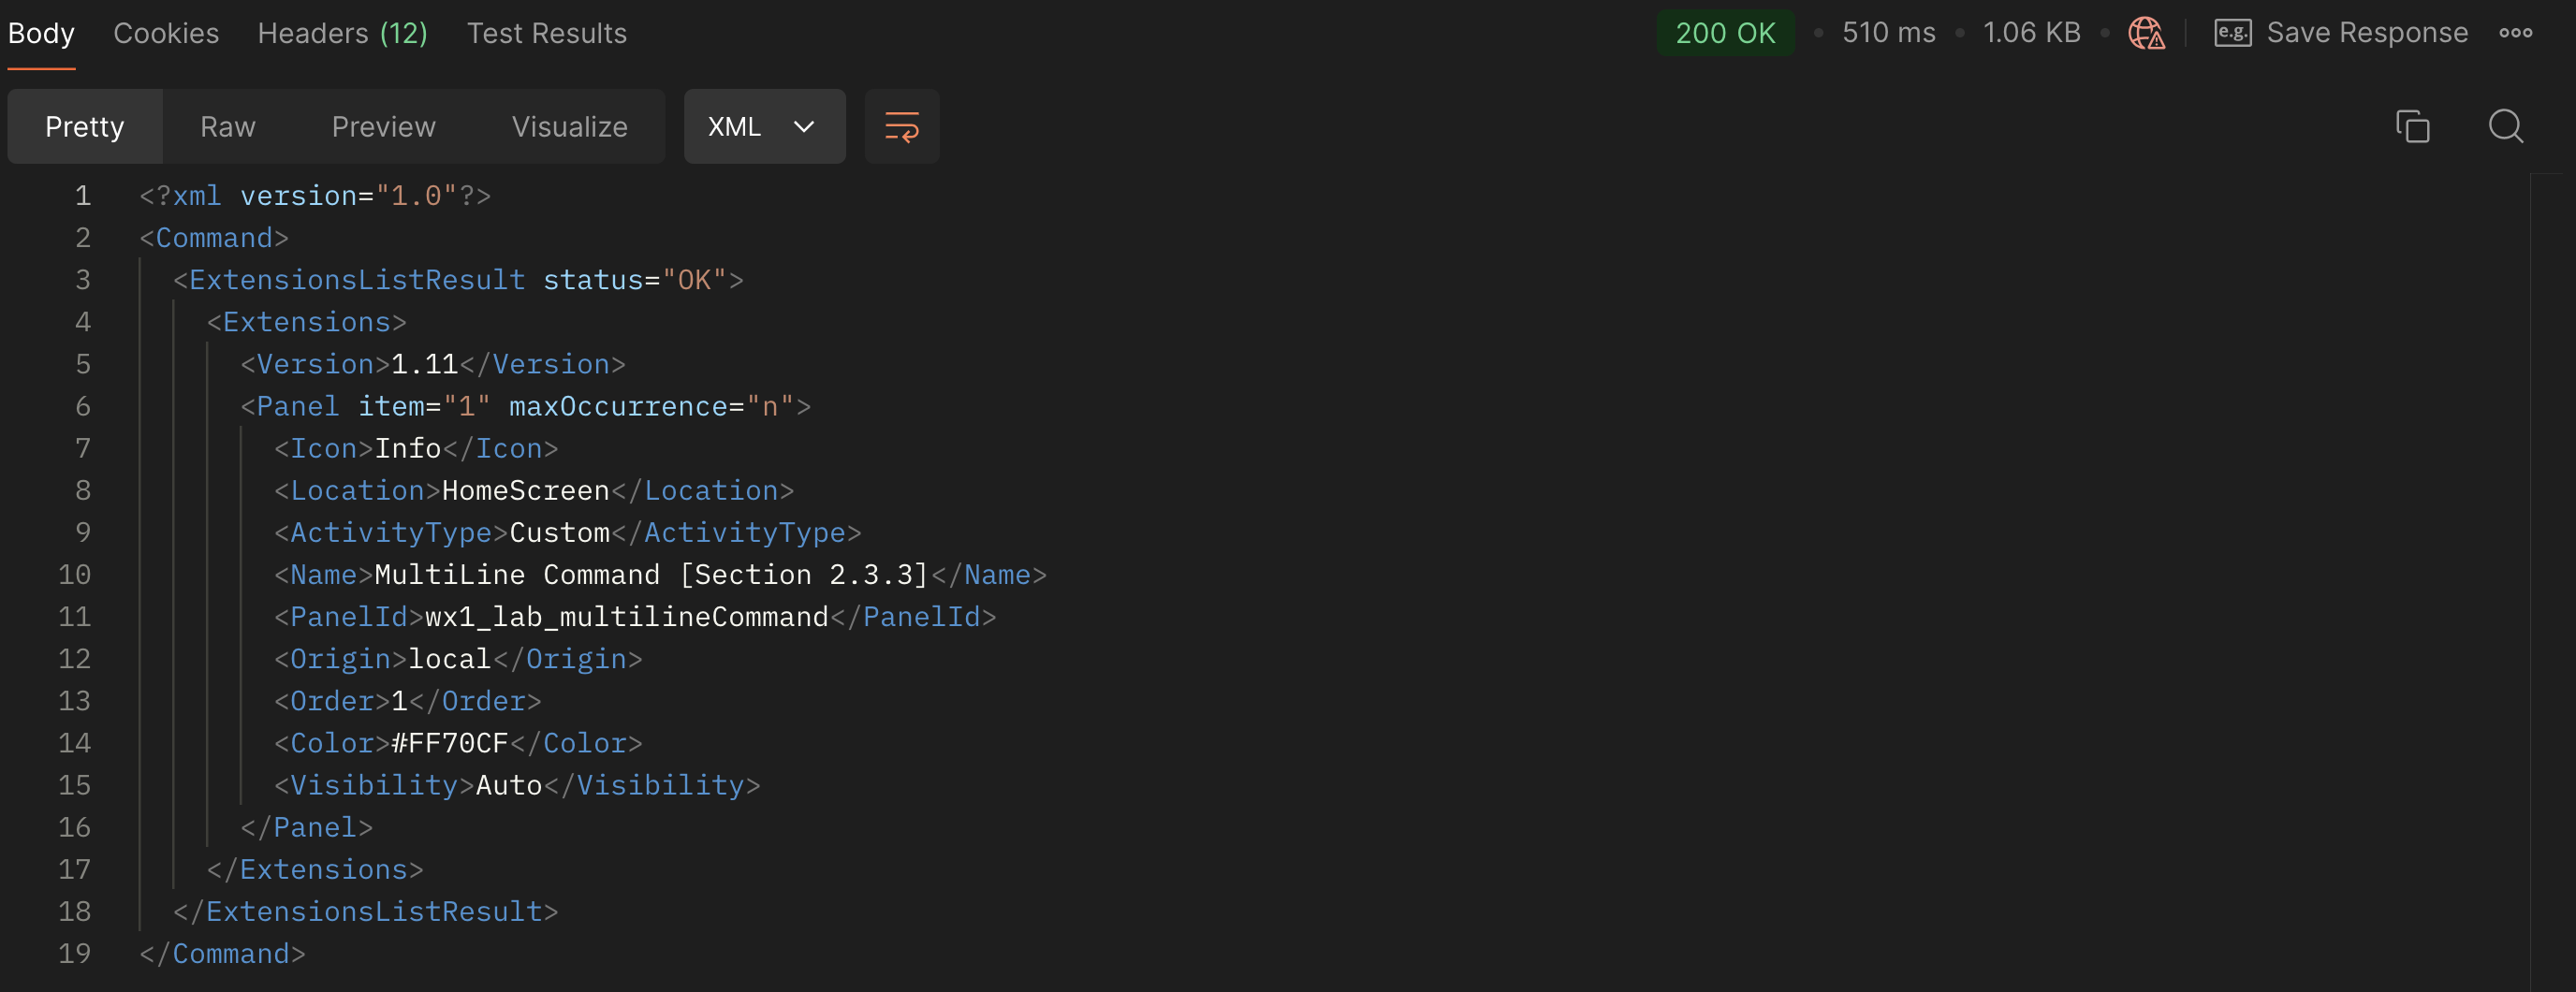 Body Cookies Headers (12) Test Results 200 OK • 510 ms • 1.06 KB • e.g. Save Response
Pretty Raw Preview Visualize XML
1 <?xml version="1.0"?>
2 <Command>
3 <ExtensionsListResult status="OK">
4 <Extensions>
5 <Version>1.11</Version>
6 <Panel item="1" maxOccurrence="n">
7 <Icon>Info</Icon>
8 <Location>HomeScreen</Location>
9 <ActivityType>Custom</ActivityType>
10 <Name>MultiLine Command [Section 2.3.3]</Name>
11 <PanelId>wx1_lab_multilineCommand</PanelId>
12 <Origin>local</Origin>
13 <Order>1</Order>
14 <Color>#FF70CF</Color>
15 <Visibility>Auto</Visibility>
16 </Panel>
17 </Extensions>
18 </ExtensionsListResult>
19 </Command>